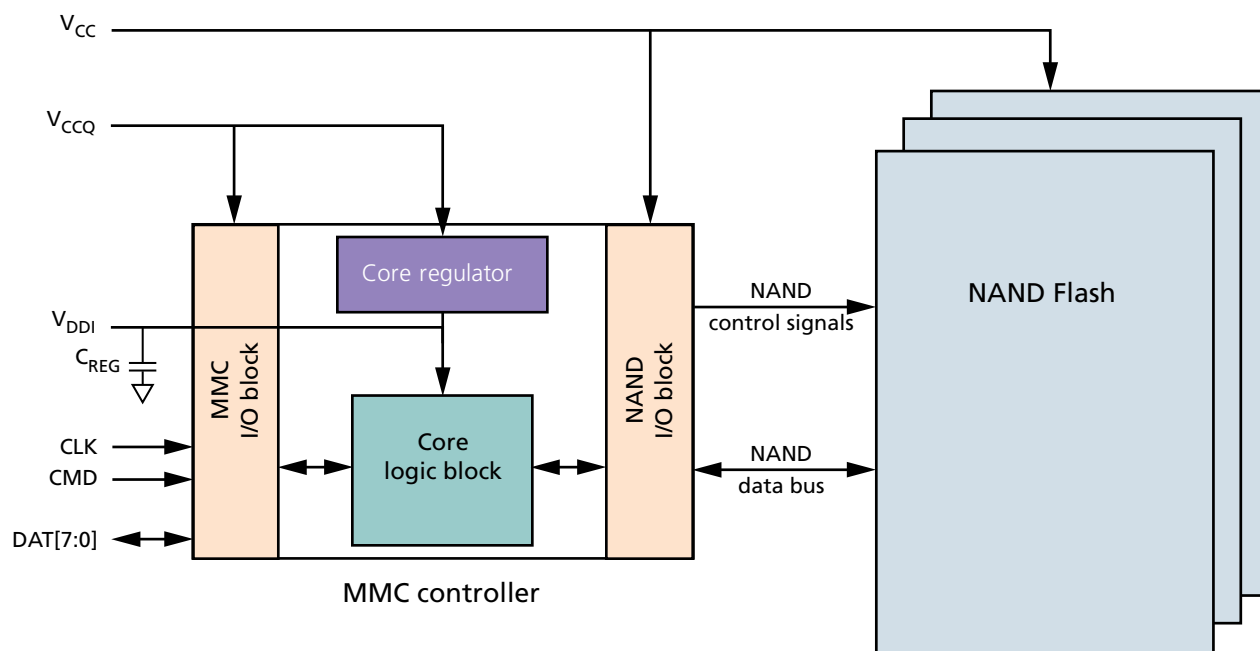 VCC
VCCQ
Core regulator
VDDI
CREG
MMC
I/O block
NAND
I/O block
NAND
control signals
NAND Flash
CLK
CMD
DAT[7:0]
Core
logic block
NAND
data bus
MMC controller